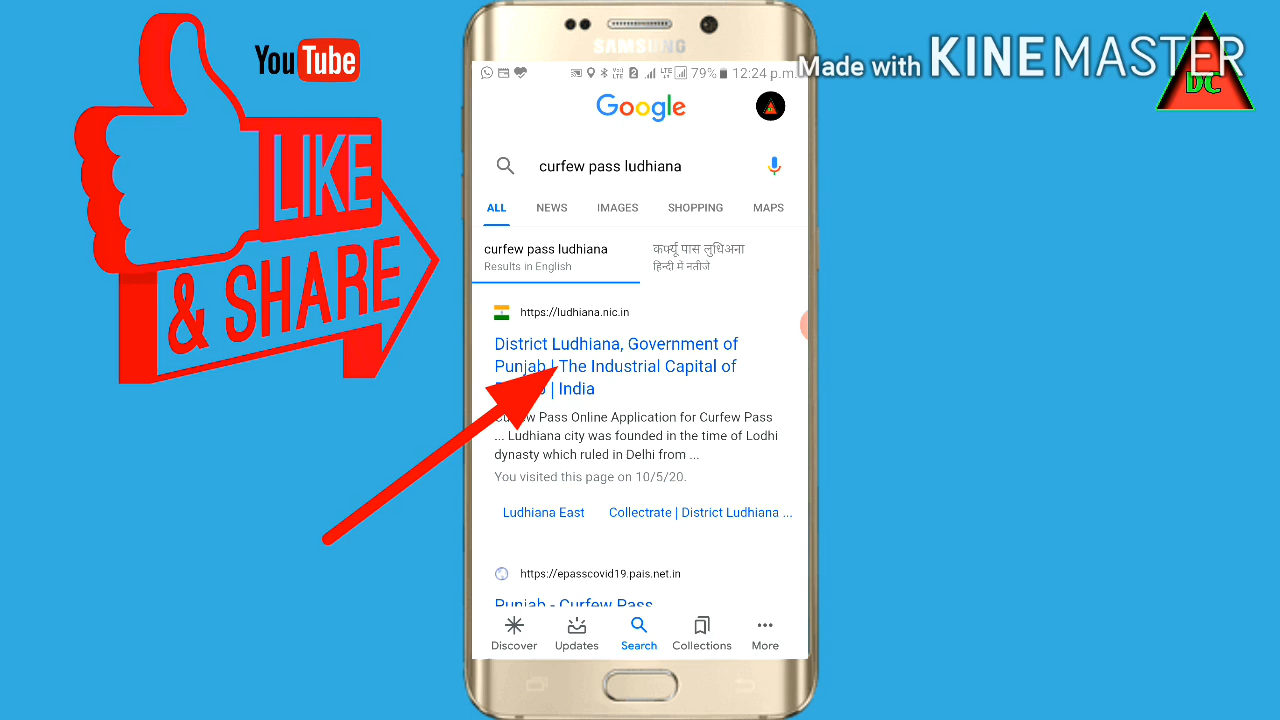 YouTube
LIKE
& SHARE
SAMSUNG
Made with KINEMASTER
DC
LTE 79% 12:24 p.m.
Google
curfew pass ludhiana
ALL NEWS IMAGES SHOPPING MAPS
curfew pass ludhiana
Results in English
कर्फ्यू पास लुधिअना
हिन्दी में नतीजे
https://ludhiana.nic.in
District Ludhiana, Government of
Punjab | The Industrial Capital of
| India
Pass Online Application for Curfew Pass
... Ludhiana city was founded in the time of Lodhi
dynasty which ruled in Delhi from ...
You visited this page on 10/5/20.
Ludhiana East Collectrate | District Ludhiana ...
https://epasscovid19.pais.net.in
Punjab - Curfew Pass
Discover Updates Search Collections More